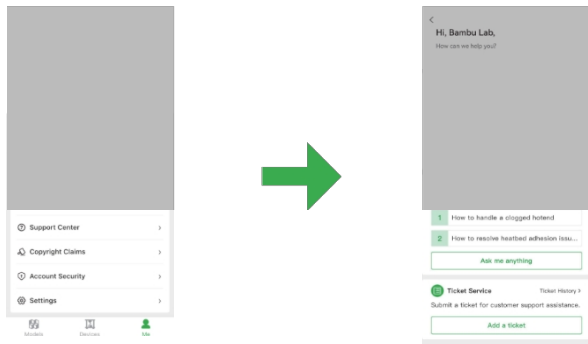 Support Center
Copyright Claims
Account Security
Settings
Models Devices Me
Hi, Bambu Lab,
How can we help you?
1 How to handle a clogged hotend
2 How to resolve heatbed adhesion issu...
Ask me anything
Ticket Service Ticket History
Submit a ticket for customer support assistance.
Add a ticket